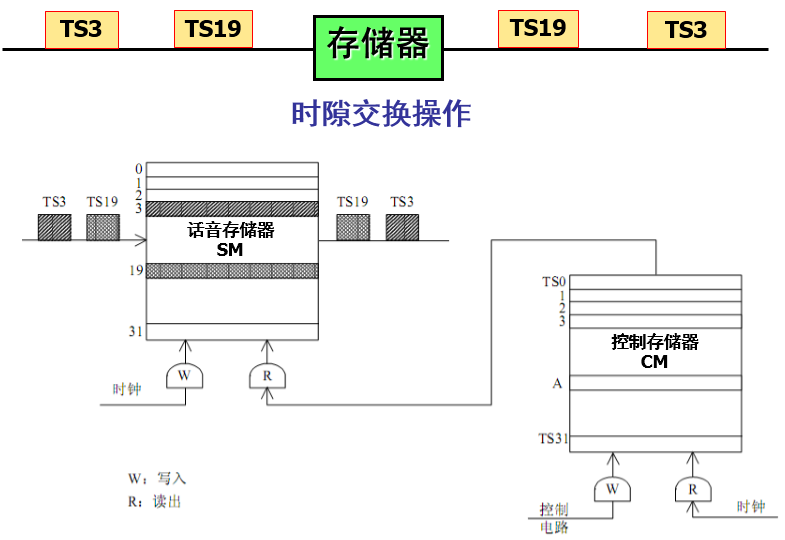 TS3 TS19 存储器 TS19 TS3
时隙交换操作
0
1
2
3
TS3 TS19
话音存储器
SM
TS19 TS3
19
31
W
R
时钟
TS0
1
2
3
控制存储器
CM
A
TS31
W
R
控制
电路
时钟
W：写入
R：读出